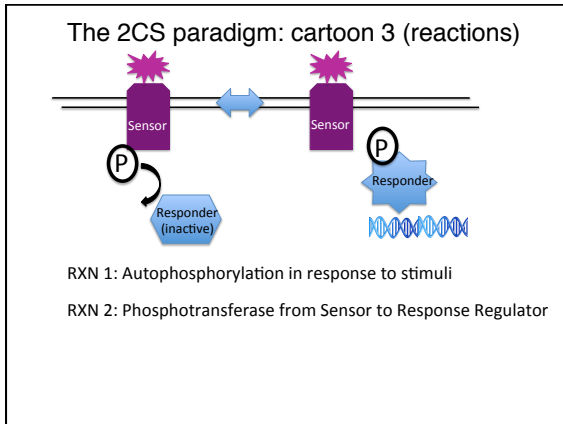 The 2CS paradigm: cartoon 3 (reactions)
Sensor
Sensor
P
P
Responder
(inactive)
Responder
RXN 1: Autophosphorylation in response to stimuli
RXN 2: Phosphotransferase from Sensor to Response Regulator